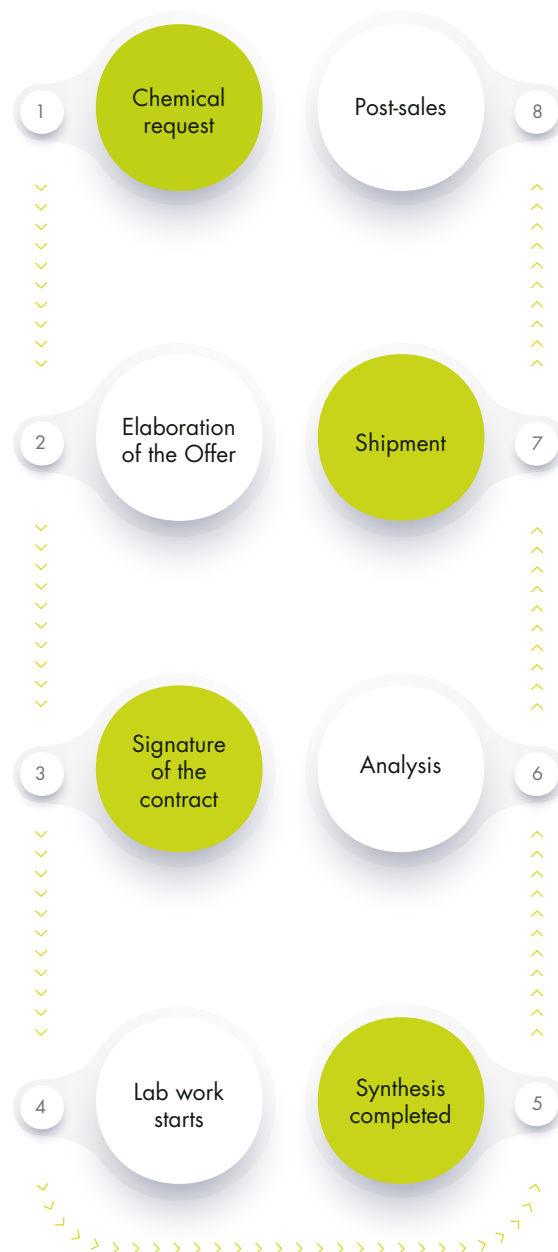 1
Chemical
request
2
Elaboration
of the Offer
3
Signature
of the
contract
4
Lab work
starts
5
Synthesis
completed
6
Analysis
7
Shipment
8
Post-sales